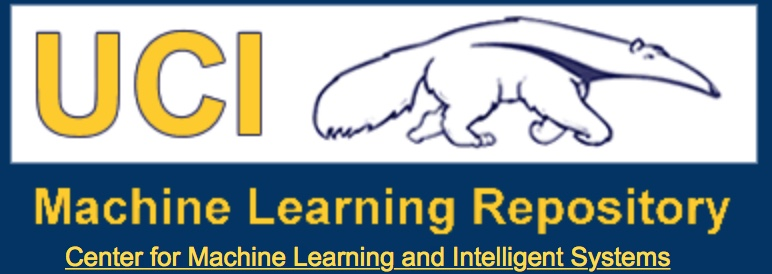 UCI
Machine Learning Repository
Center for Machine Learning and Intelligent Systems